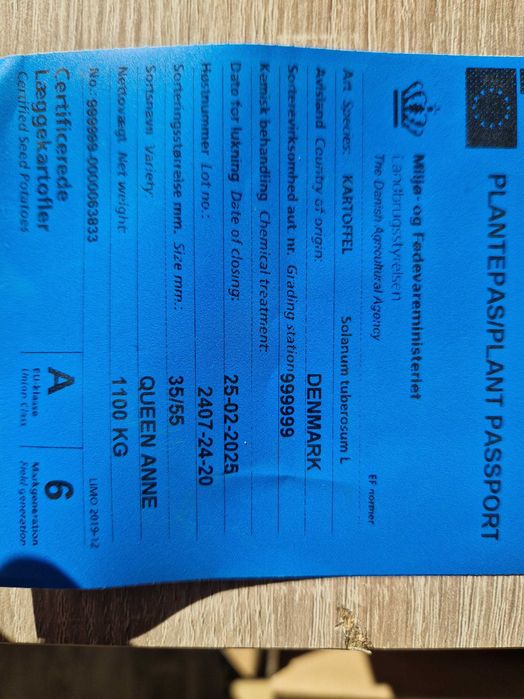 PLANTEPAS/PLANT PASSPORT
Miljø- og Fødevareministeriet
Landbrugsstyrelsen
The Danish Agricultural Agency
EF normer
Art Species: KARTOFFEL Solanum tuberosum L
Avlsland Country of origin: DENMARK
Sorterevirksomhed aut. nr. Grading station 999999
Kemisk behandling Chemical treatment:
Dato for lukning Date of closing: 25-02-2025
Høstnummer Lot no.: 2407-24-20
Sorteringsstørrelse mm. Size mm.: 35/55
Sortsnavn Variety: QUEEN ANNE
Nettovægt Net weight: 1100 KG
No.: 999999-0000063833
LIMO 2019-12
Certificerede
Læggekartofler
Certified Seed Potatoes
A
EU-klasse
Union Class
6
Markgeneration
Field generation